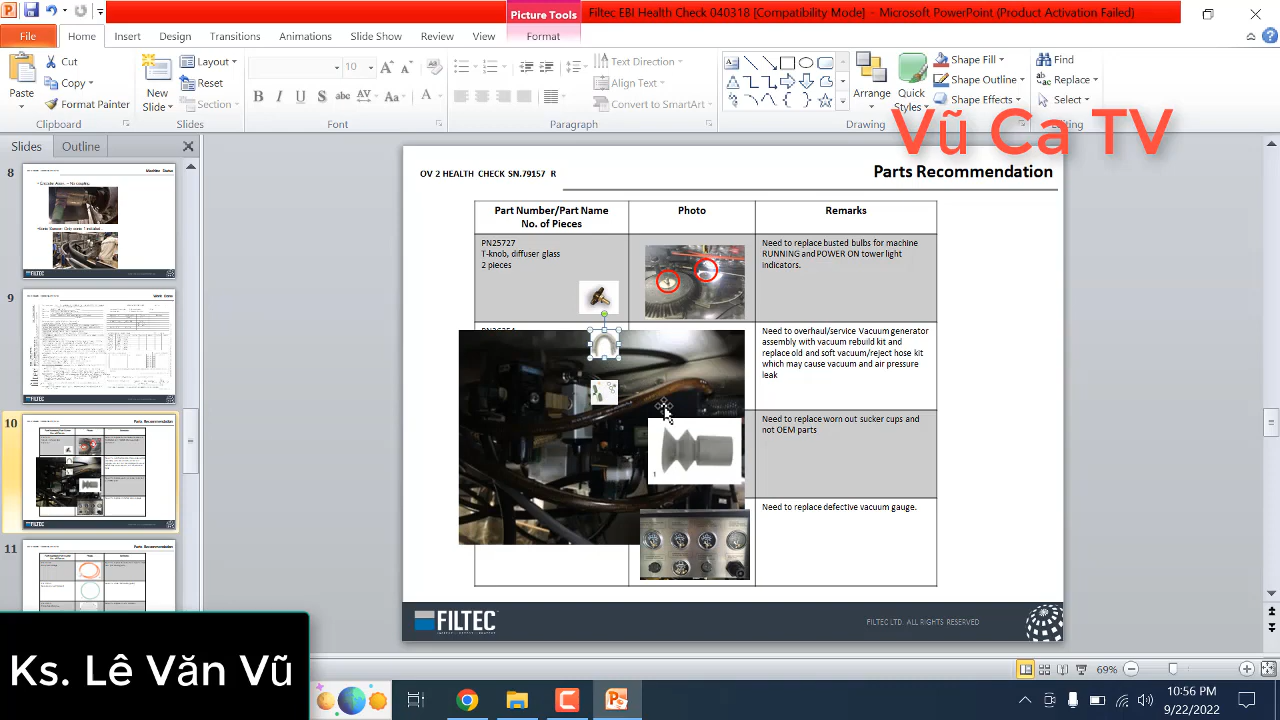 Picture Tools
Filtec EBI Health Check 040318 [Compatibility Mode] - Microsoft PowerPoint (Product Activation Failed)
File
Home
Insert
Design
Transitions
Animations
Slide Show
Review
View
Format
Paste
Cut
Copy
Format Painter
Clipboard
New
Slide
Layout
Reset
Section
Slides
10
Font
Text Direction
Align Text
Convert to SmartArt
Paragraph
Arrange
Quick
Styles
Shape Fill
Shape Outline
Shape Effects
Drawing
Find
Replace
Select
Editing
Vũ Ca TV
Slides
Outline
8
9
10
11
OV 2 HEALTH CHECK SN.79157 R
Parts Recommendation
Part Number/Part Name
No. of Pieces
Photo
Remarks
PN25727
T-knob, diffuser glass
2 pieces
Need to replace busted bulbs for machine
RUNNING and POWER ON tower light
indicators.
Need to overhaul/service Vacuum generator
assembly with vacuum rebuild kit and
replace old and soft vacuum/reject hose kit
which may cause vacuum and air pressure
leak
Need to replace worn out sucker cups and
not OEM parts
1
Need to replace defective vacuum gauge.
FILTEC
FILTEC LTD. ALL RIGHTS RESERVED
Ks. Lê Văn Vũ
69%
10:56 PM
9/22/2022